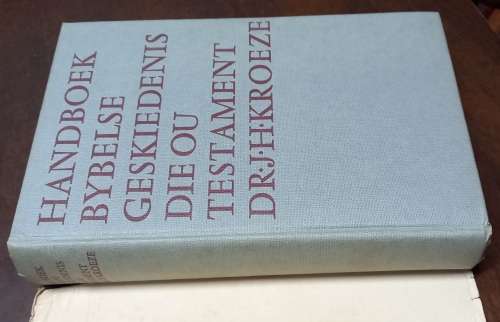 HANDBOEK
BYBELSE
GESKIEDENIS
DIE OU
TESTAMENT
DR·J·H·KROEZE